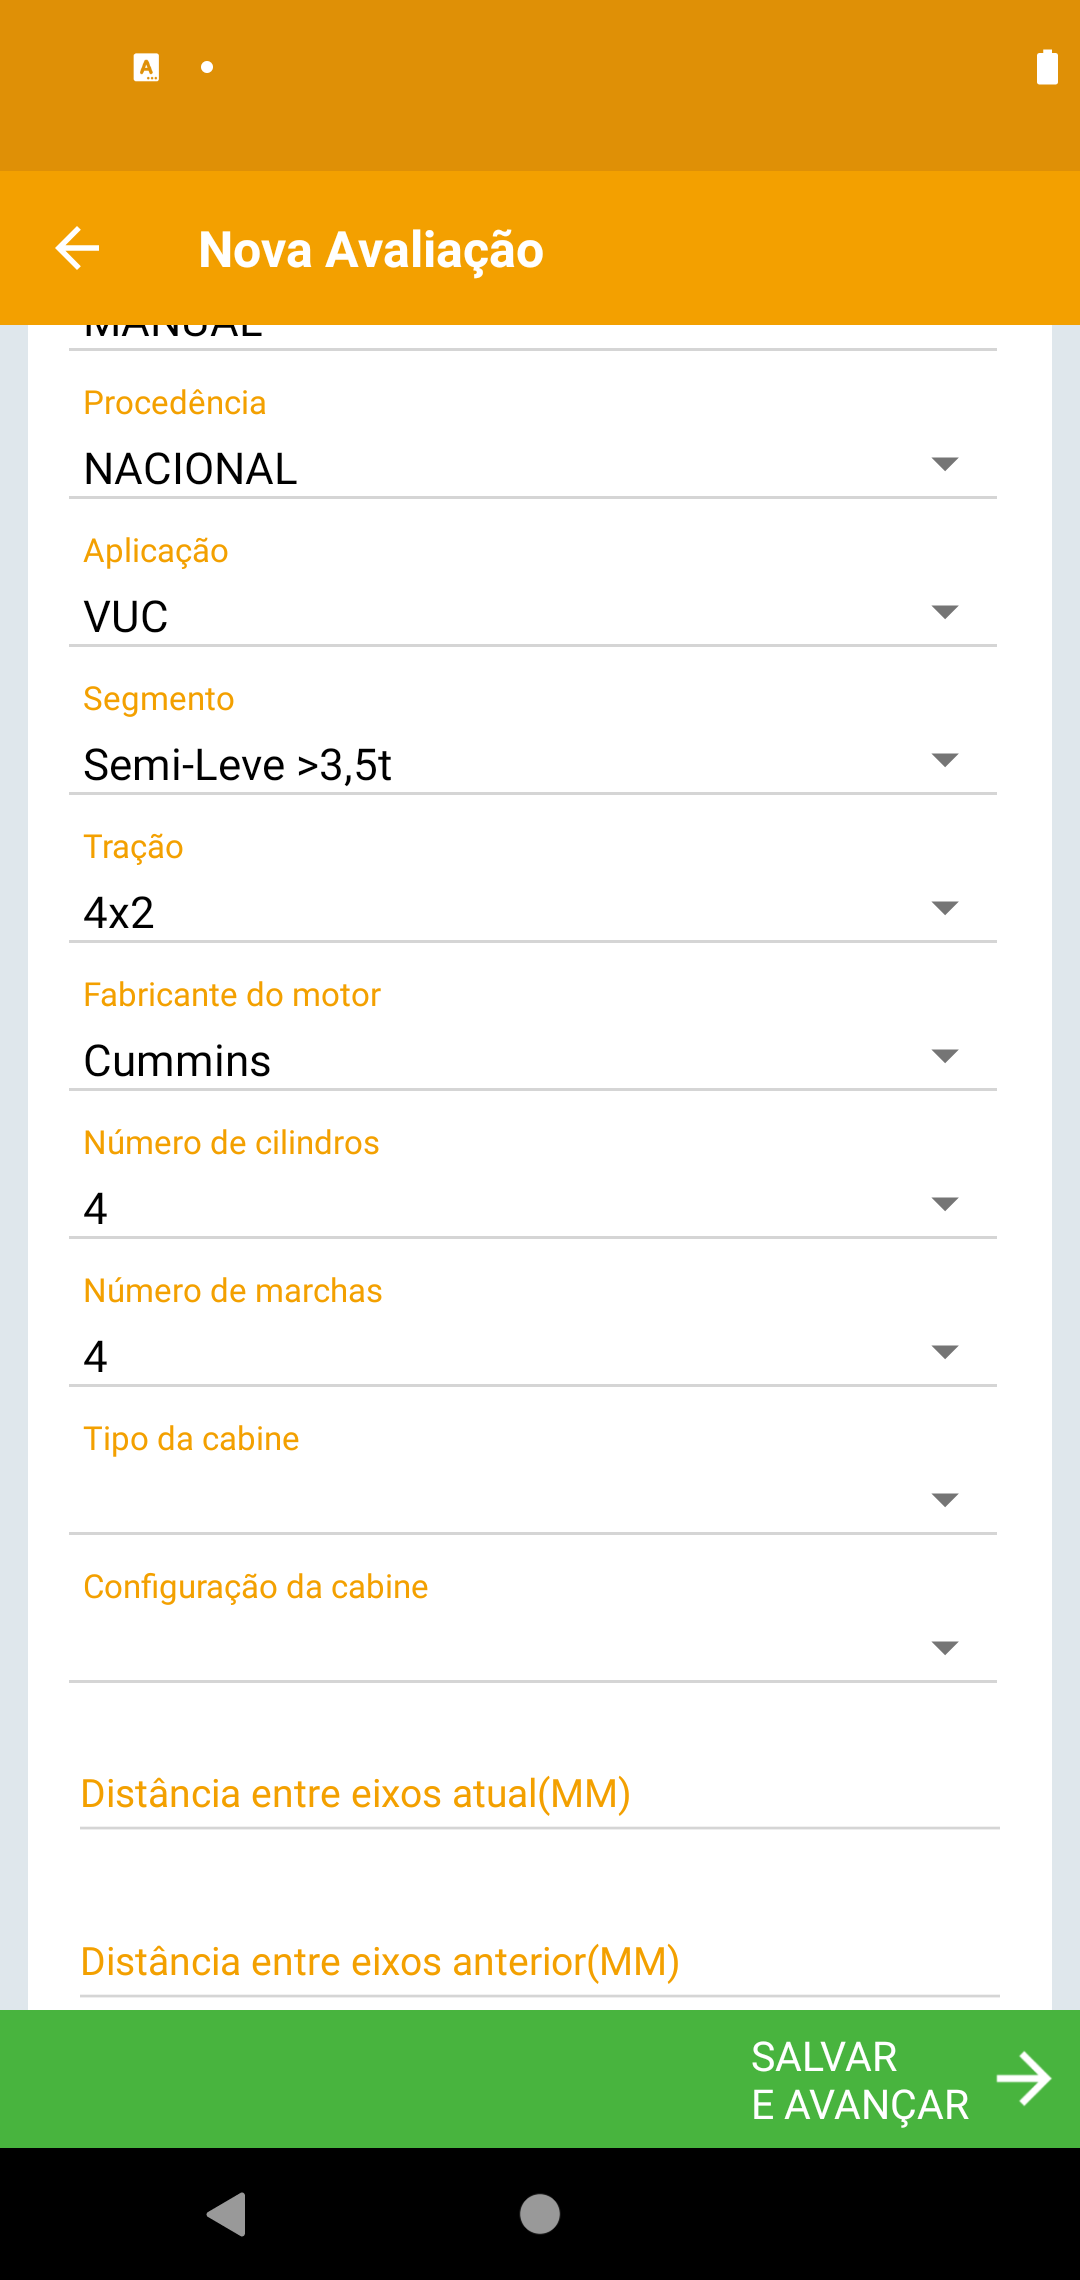 Nova Avaliação
MANUAL
Procedência
NACIONAL
Aplicação
VUC
Segmento
Semi-Leve >3,5t
Tração
4x2
Fabricante do motor
Cummins
Número de cilindros
4
Número de marchas
4
Tipo da cabine
Configuração da cabine
Distância entre eixos atual(MM)
Distância entre eixos anterior(MM)
SALVAR
E AVANÇAR